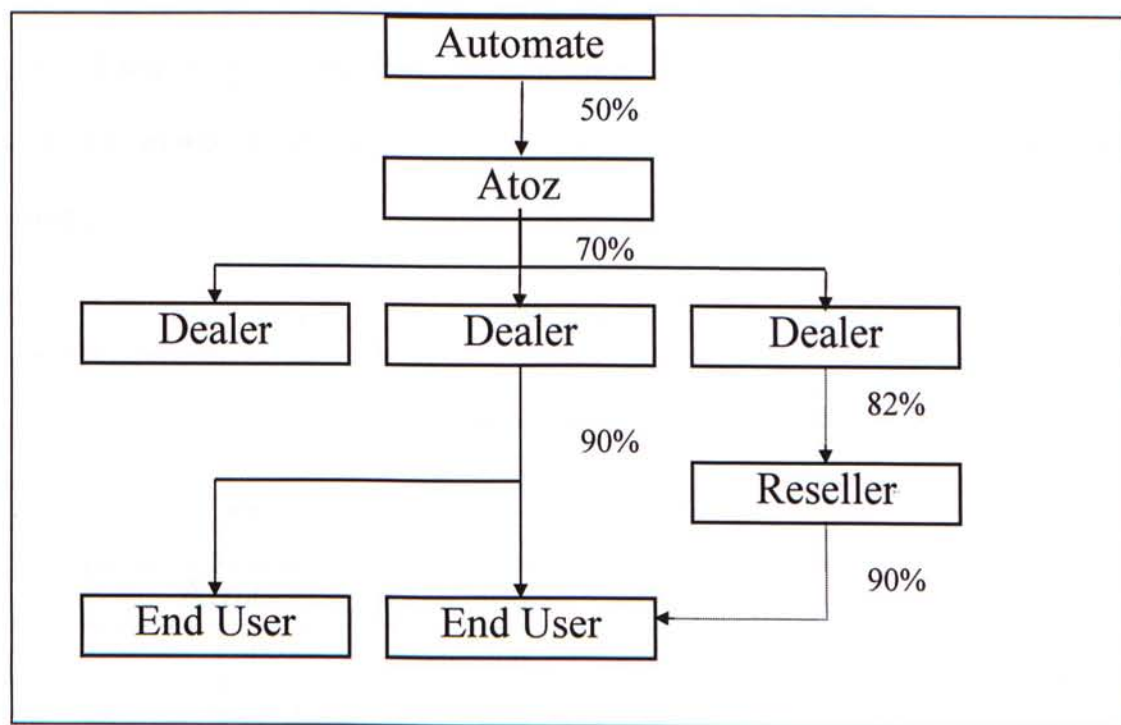 Automate
50%
Atoz
70%
Dealer
Dealer
Dealer
82%
90%
Reseller
90%
End User
End User